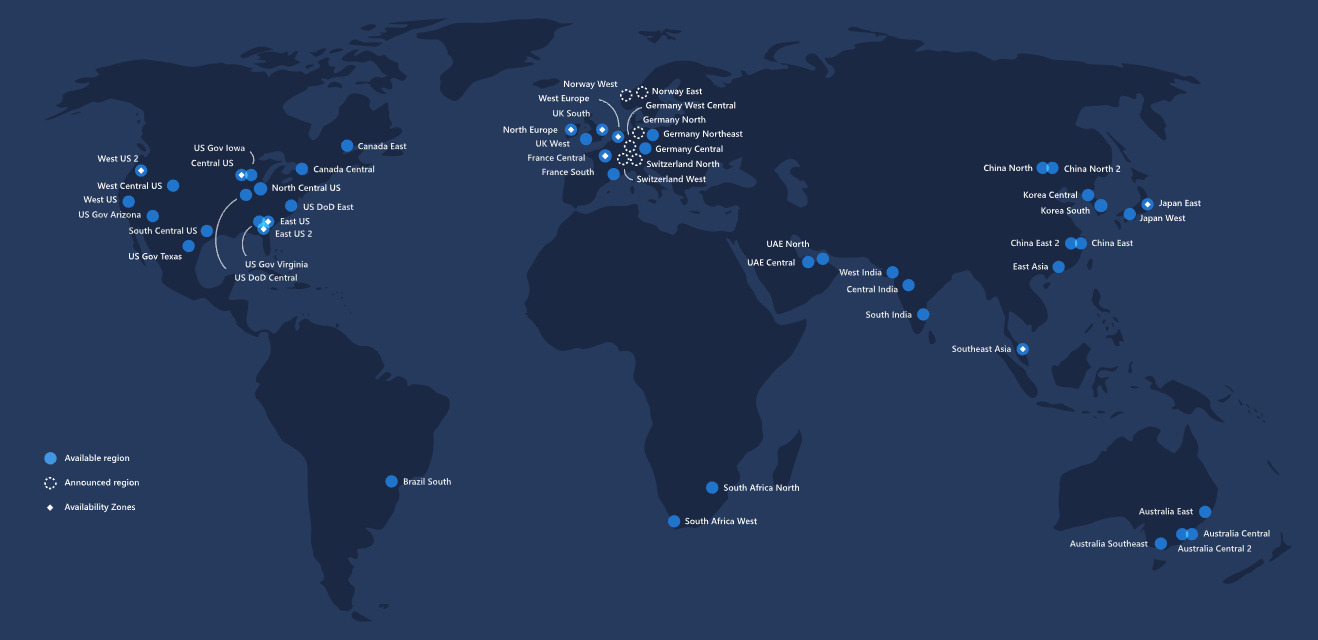 Norway West
Norway East
West Europe
Germany West Central
UK South
Germany North
North Europe
Germany Northeast
UK West
Germany Central
France Central
Switzerland North
France South
Switzerland West
Canada East
US Gov Iowa
Central US
West US 2
Canada Central
West Central US
North Central US
West US
US DoD East
US Gov Arizona
East US
South Central US
East US 2
US Gov Texas
US Gov Virginia
US DoD Central
China North
China North 2
Korea Central
Japan East
Korea South
Japan West
UAE North
China East 2
China East
UAE Central
East Asia
West India
Central India
South India
Southeast Asia
Available region
Announced region
Availability Zones
Brazil South
South Africa North
South Africa West
Australia East
Australia Central
Australia Southeast
Australia Central 2